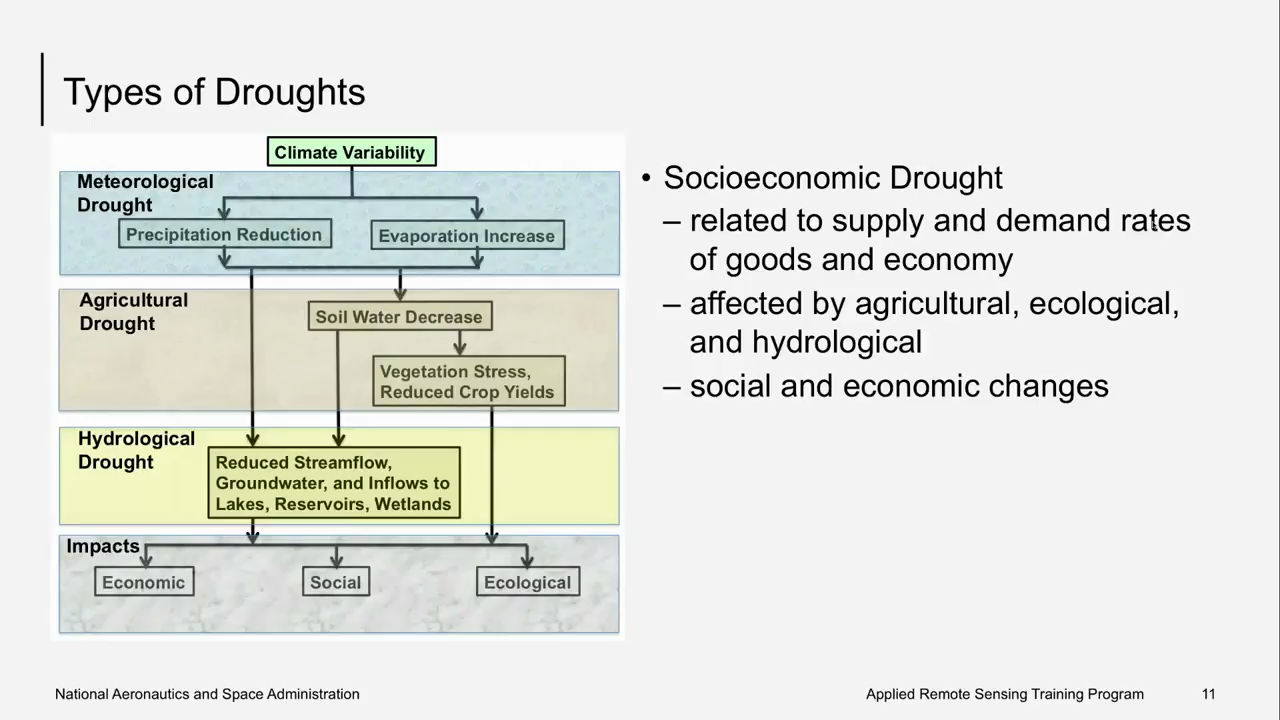 Types of Droughts
Climate Variability
Meteorological
Drought
Precipitation Reduction
Evaporation Increase
Agricultural
Drought
Soil Water Decrease
Vegetation Stress,
Reduced Crop Yields
Hydrological
Drought
Reduced Streamflow,
Groundwater, and Inflows to
Lakes, Reservoirs, Wetlands
Impacts
Economic
Social
Ecological
• Socioeconomic Drought
– related to supply and demand rates
of goods and economy
– affected by agricultural, ecological,
and hydrological
– social and economic changes
National Aeronautics and Space Administration
Applied Remote Sensing Training Program
11